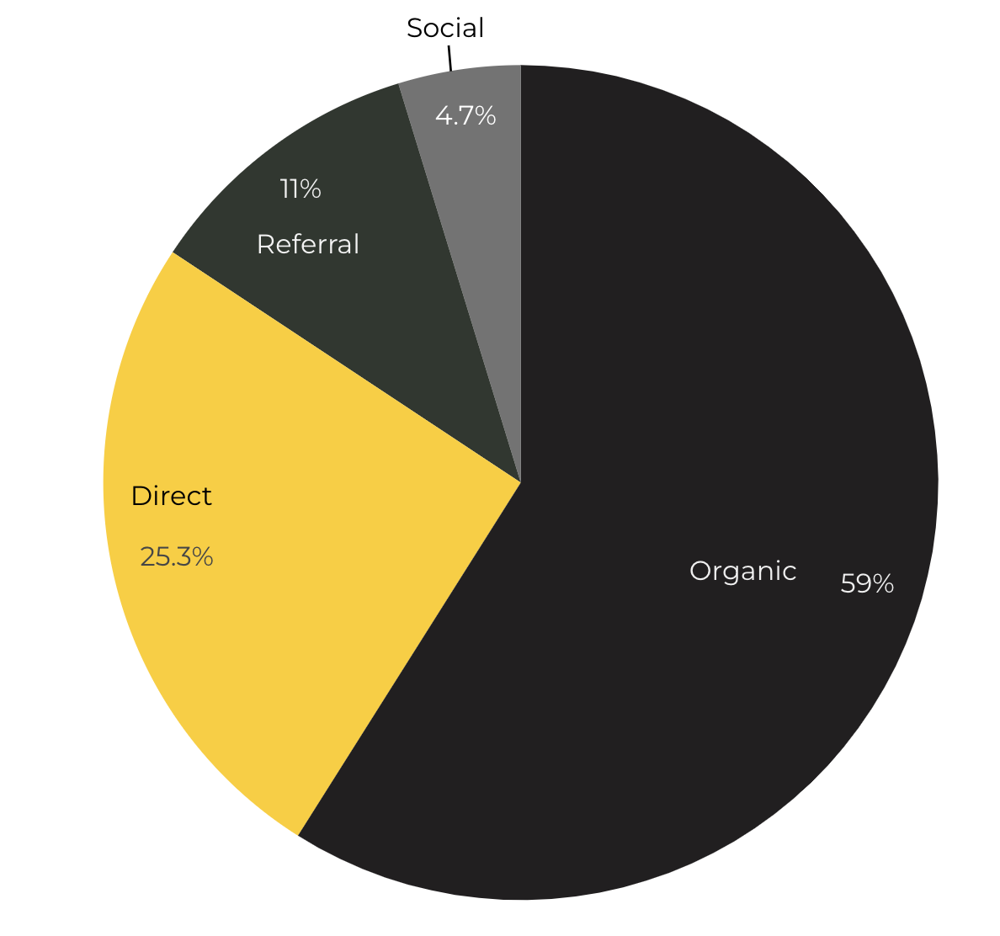 Social
4.7%
11%
Referral
Direct
25.3%
Organic
59%